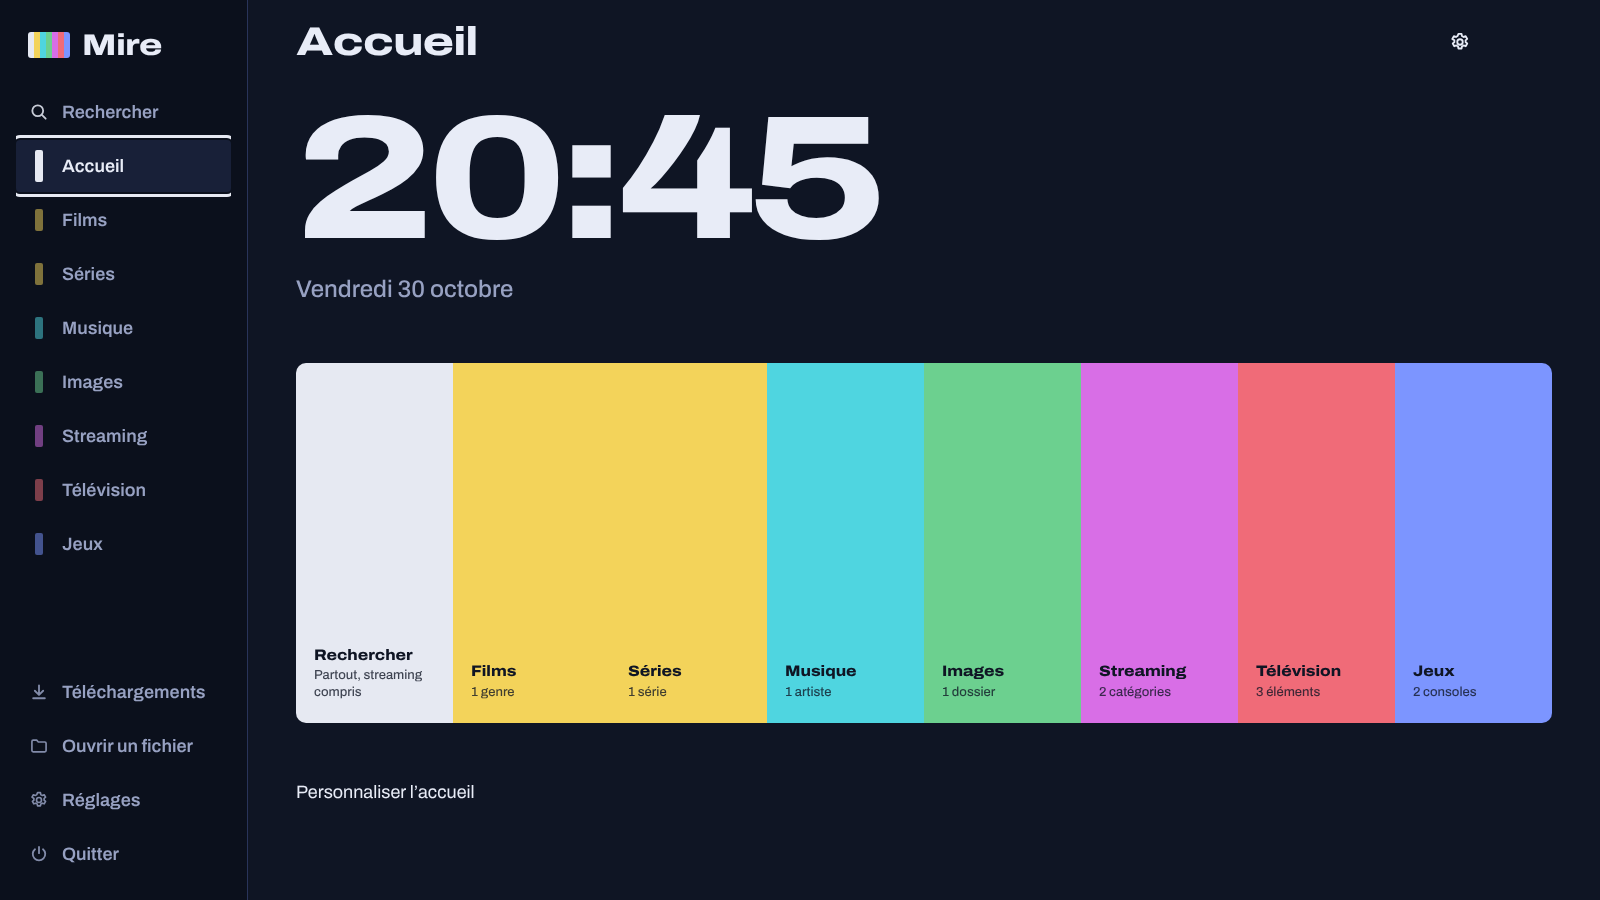 Mire
Rechercher
Accueil
Films
Séries
Musique
Images
Streaming
Télévision
Jeux
Téléchargements
Ouvrir un fichier
Réglages
Quitter
Accueil
20:45
Vendredi 30 octobre
Rechercher
Partout, streaming
compris
Films
1 genre
Séries
1 série
Musique
1 artiste
Images
1 dossier
Streaming
2 catégories
Télévision
3 éléments
Jeux
2 consoles
Personnaliser l’accueil